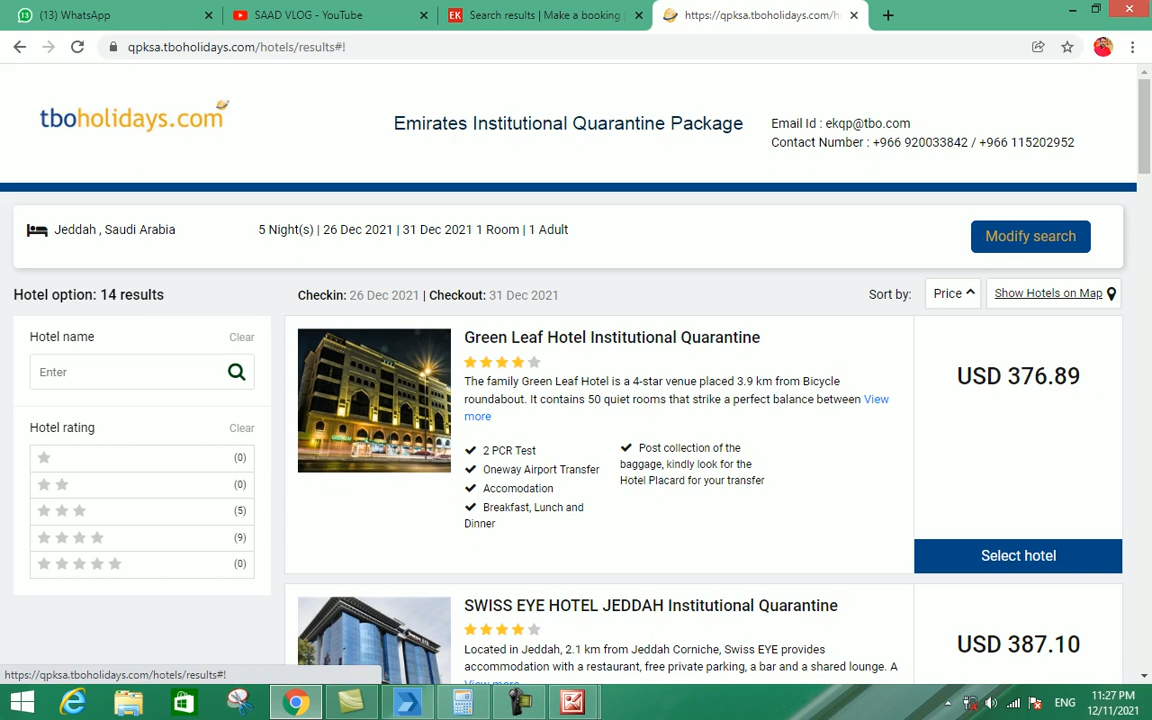 (13) WhatsApp
SAAD VLOG - YouTube
EK Search results | Make a booking
https://qpksa.tboholidays.com/h
qpksa.tboholidays.com/hotels/results#!
tboholidays.com
Emirates Institutional Quarantine Package
Email Id : ekqp@tbo.com
Contact Number : +966 920033842 / +966 115202952
Jeddah , Saudi Arabia
5 Night(s) | 26 Dec 2021 | 31 Dec 2021 1 Room | 1 Adult
Modify search
Hotel option: 14 results
Checkin: 26 Dec 2021 | Checkout: 31 Dec 2021
Sort by:
Price
Show Hotels on Map
Hotel name
Clear
Enter
Hotel rating
Clear
(0)
(0)
(5)
(9)
(0)
Green Leaf Hotel Institutional Quarantine
The family Green Leaf Hotel is a 4-star venue placed 3.9 km from Bicycle
roundabout. It contains 50 quiet rooms that strike a perfect balance between View
more
2 PCR Test
Oneway Airport Transfer
Accomodation
Breakfast, Lunch and
Dinner
Post collection of the
baggage, kindly look for the
Hotel Placard for your transfer
USD 376.89
Select hotel
SWISS EYE HOTEL JEDDAH Institutional Quarantine
Located in Jeddah, 2.1 km from Jeddah Corniche, Swiss EYE provides
accommodation with a restaurant, free private parking, a bar and a shared lounge. A
View more
USD 387.10
https://qpksa.tboholidays.com/hotels/results#!
ENG
11:27 PM
12/11/2021